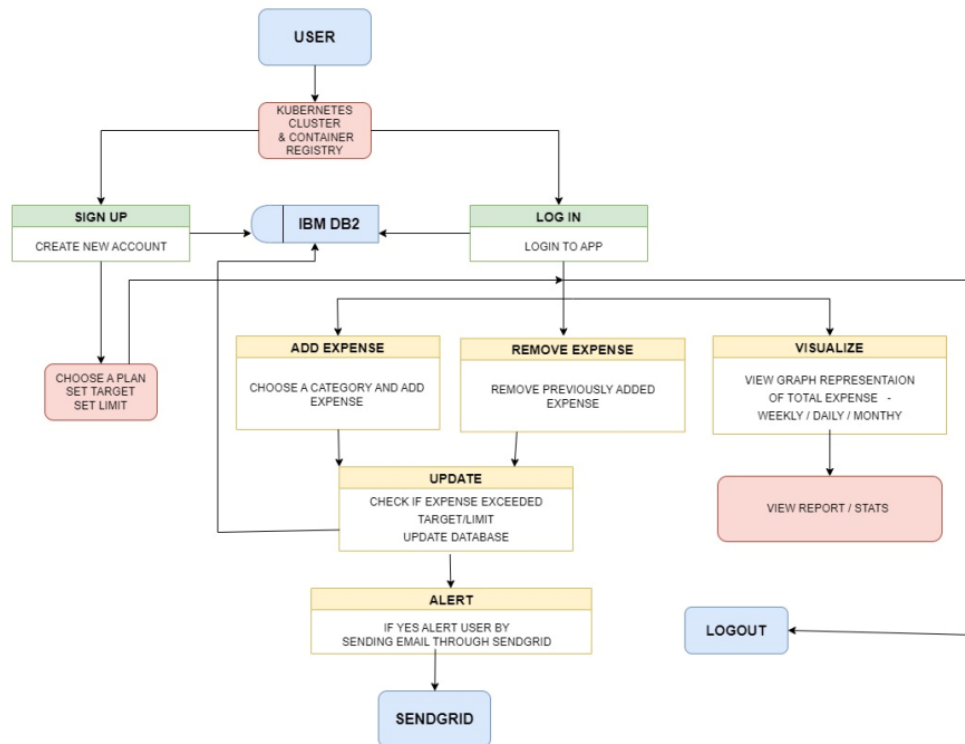 USER
KUBERNETES
CLUSTER
& CONTAINER
REGISTRY
SIGN UP
CREATE NEW ACCOUNT
IBM DB2
LOG IN
LOGIN TO APP
CHOOSE A PLAN
SET TARGET
SET LIMIT
ADD EXPENSE
CHOOSE A CATEGORY AND ADD
EXPENSE
REMOVE EXPENSE
REMOVE PREVIOUSLY ADDED
EXPENSE
VISUALIZE
VIEW GRAPH REPRESENTAION
OF TOTAL EXPENSE -
WEEKLY / DAILY / MONTHY
UPDATE
CHECK IF EXPENSE EXCEEDED
TARGET/LIMIT
UPDATE DATABASE
VIEW REPORT / STATS
ALERT
IF YES ALERT USER BY
SENDING EMAIL THROUGH SENDGRID
LOGOUT
SENDGRID